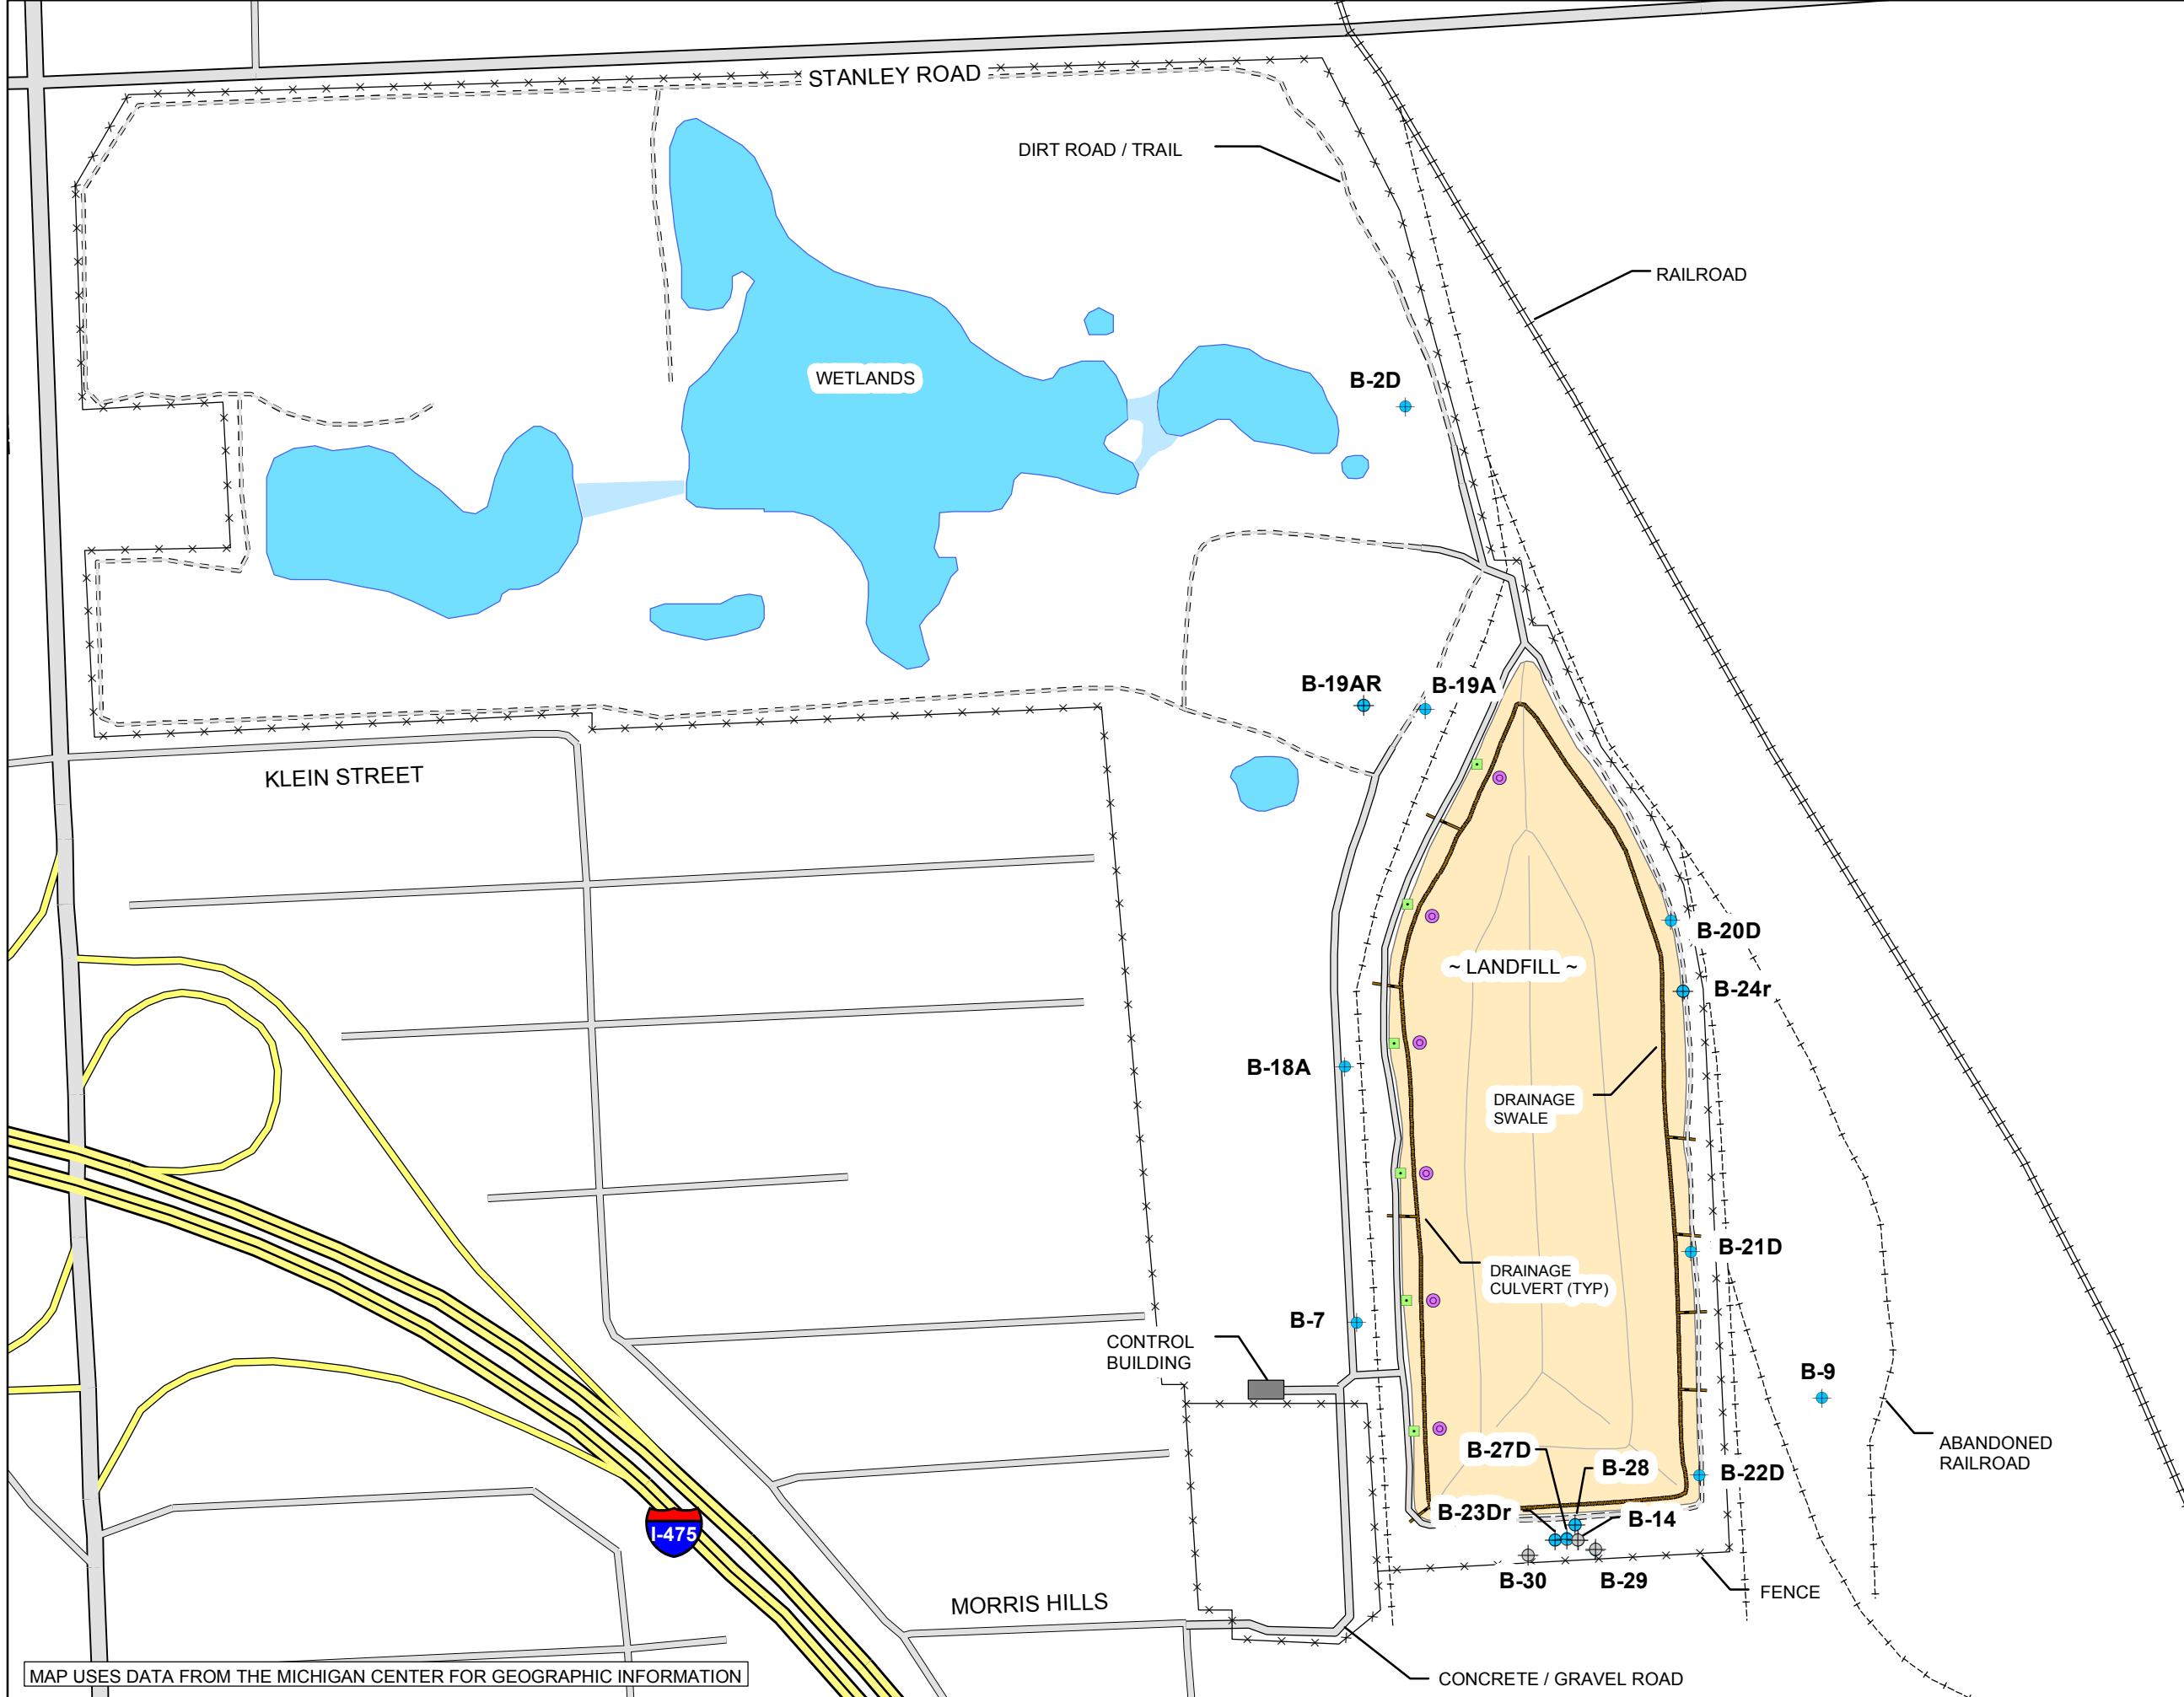 STANLEY ROAD
DIRT ROAD / TRAIL
RAILROAD
WETLANDS
B-2D
B-19AR
B-19A
KLEIN STREET
B-20D
~ LANDFILL ~
B-24r
B-18A
DRAINAGE
SWALE
B-21D
DRAINAGE
CULVERT (TYP)
B-7
CONTROL
BUILDING
B-9
ABANDONED
RAILROAD
B-27D
B-28
B-22D
B-23Dr
B-14
I-475
B-30
B-29
FENCE
MORRIS HILLS
MAP USES DATA FROM THE MICHIGAN CENTER FOR GEOGRAPHIC INFORMATION
CONCRETE / GRAVEL ROAD